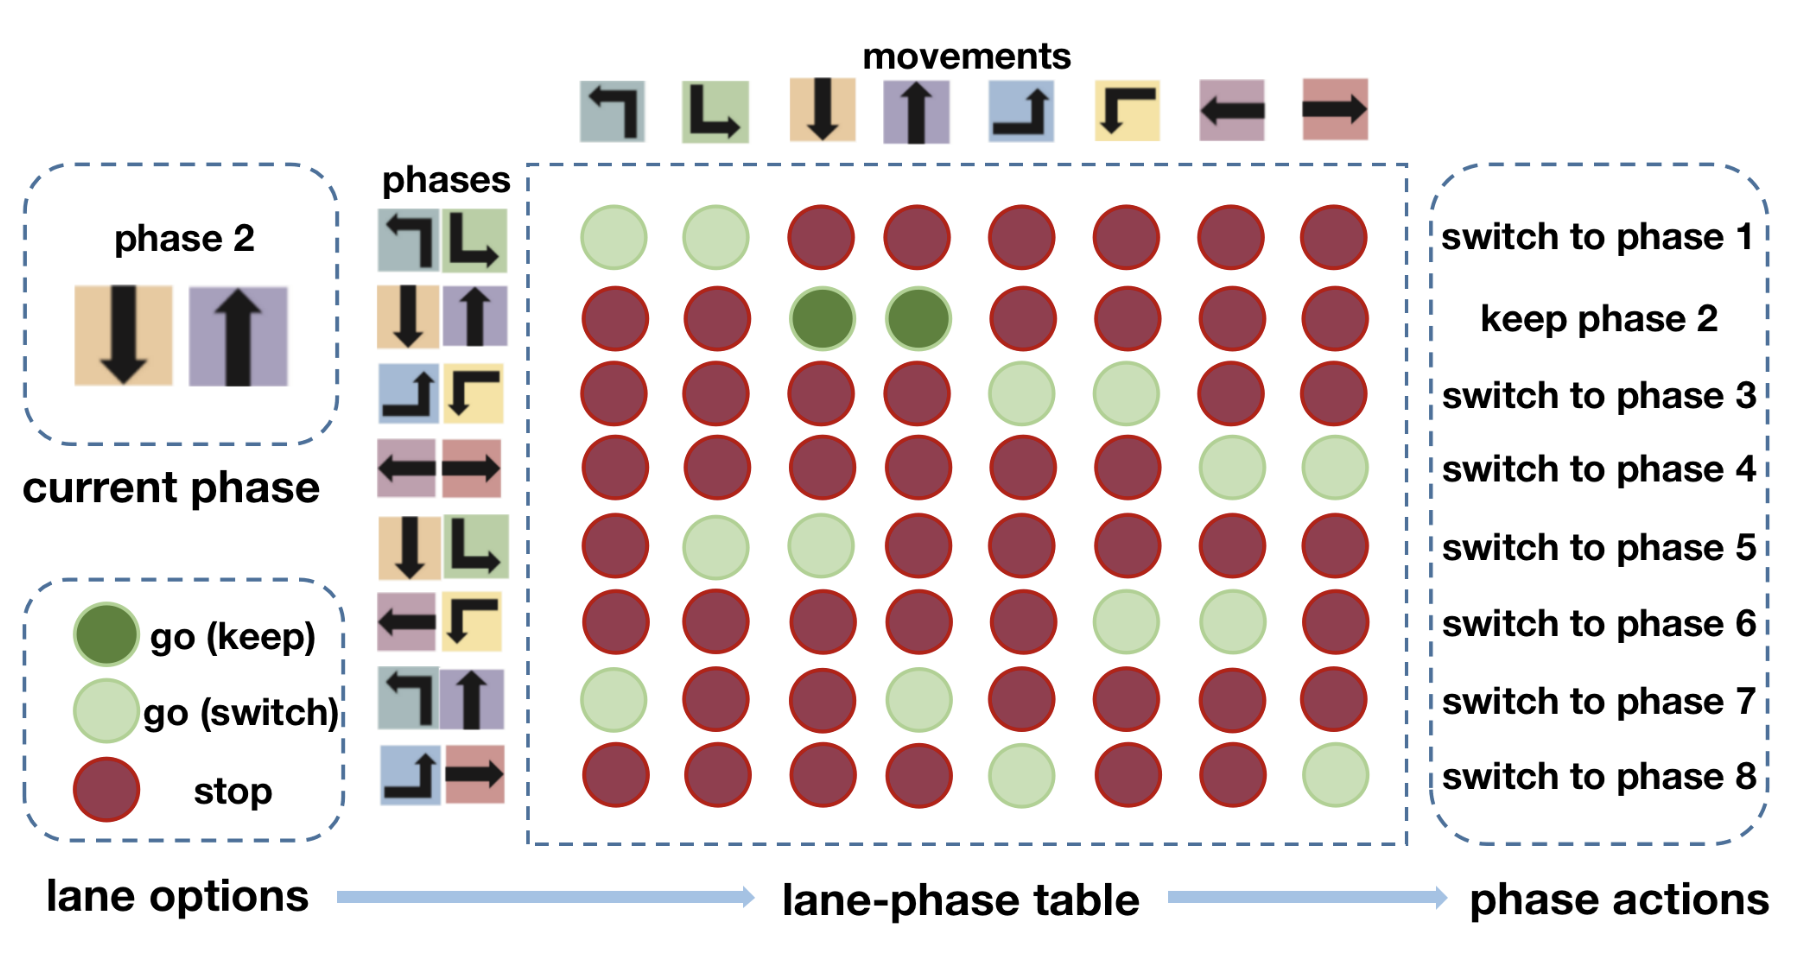 movements
phases
phase 2
current phase
go (keep)
go (switch)
stop
switch to phase 1
keep phase 2
switch to phase 3
switch to phase 4
switch to phase 5
switch to phase 6
switch to phase 7
switch to phase 8
lane options
lane-phase table
phase actions